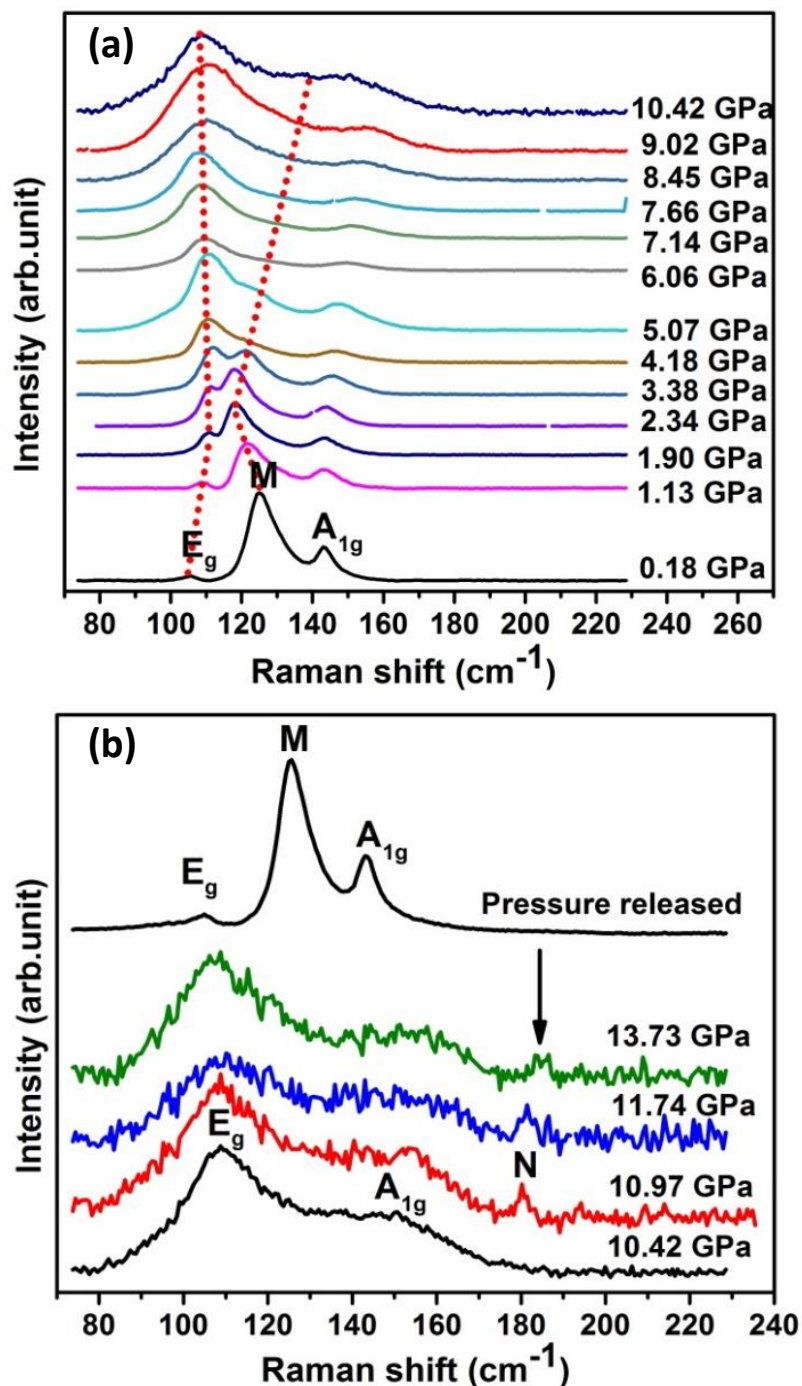 (a)
10.42 GPa
9.02 GPa
8.45 GPa
7.66 GPa
7.14 GPa
6.06 GPa
5.07 GPa
4.18 GPa
3.38 GPa
2.34 GPa
1.90 GPa
1.13 GPa
0.18 GPa
Eg
M
A1g
Intensity (arb.unit)
80 100 120 140 160 180 200 220 240 260
Raman shift (cm-1)
(b)
M
Eg
A1g
Pressure released
13.73 GPa
11.74 GPa
10.97 GPa
10.42 GPa
Eg
A1g
N
Intensity (arb.unit)
80 100 120 140 160 180 200 220 240
Raman shift (cm-1)